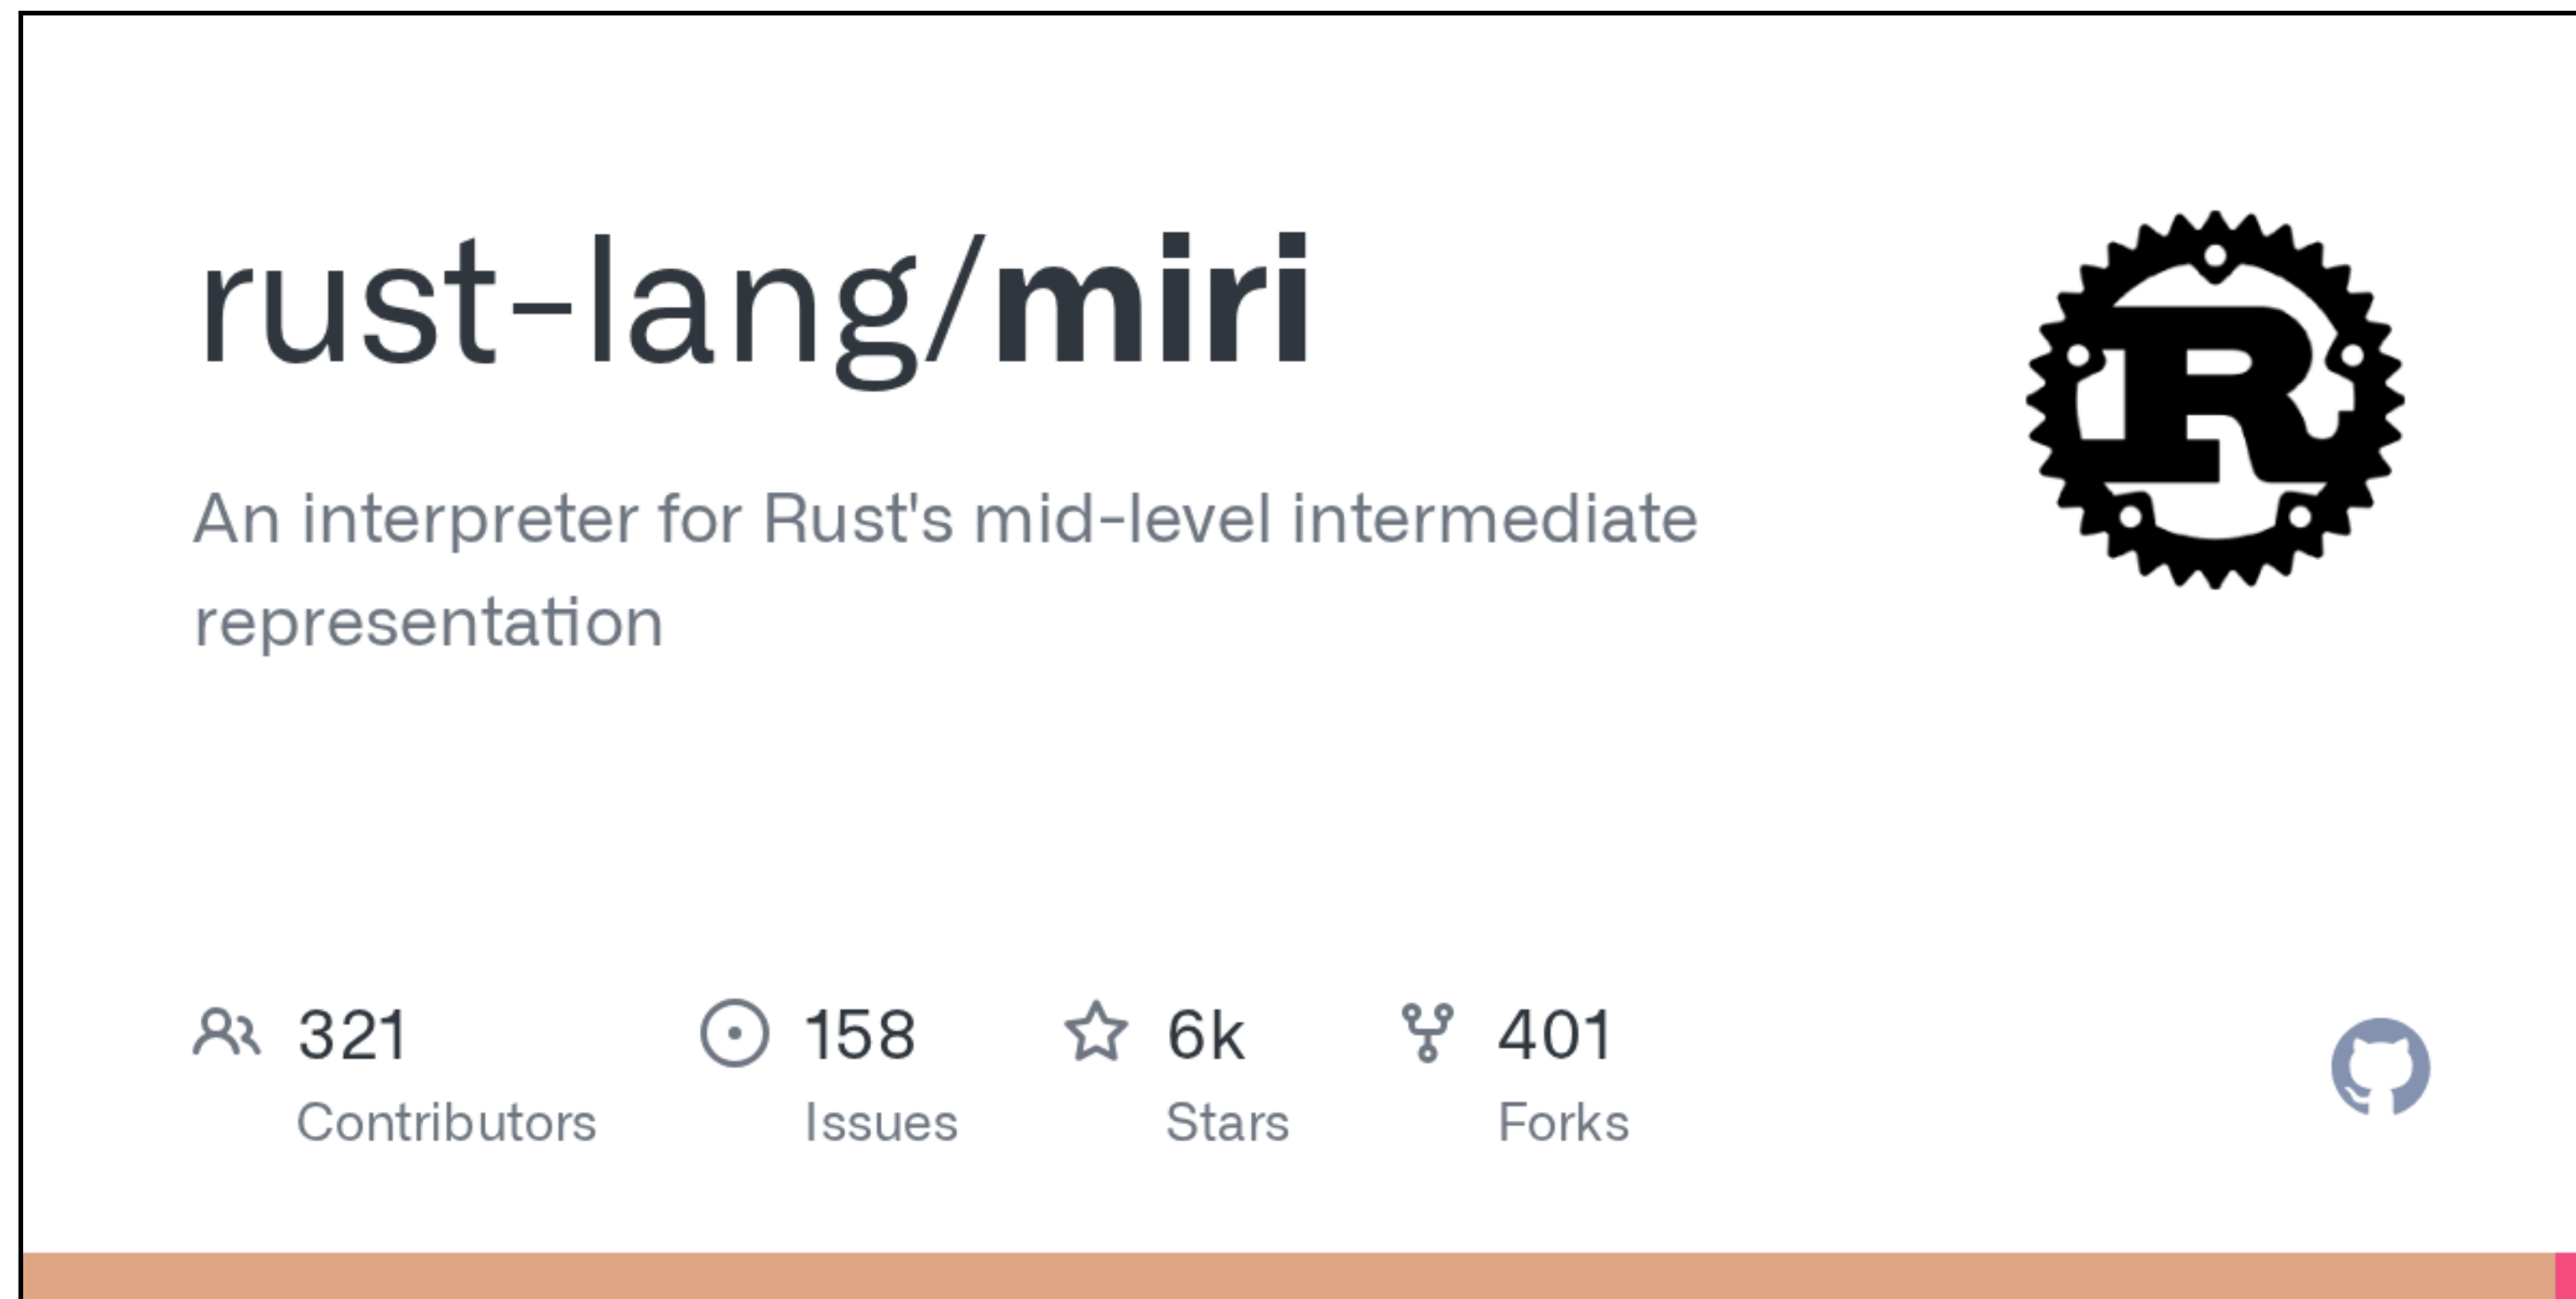 rust-lang/miri
An interpreter for Rust's mid-level intermediate
representation
321
Contributors
158
Issues
6k
Stars
401
Forks